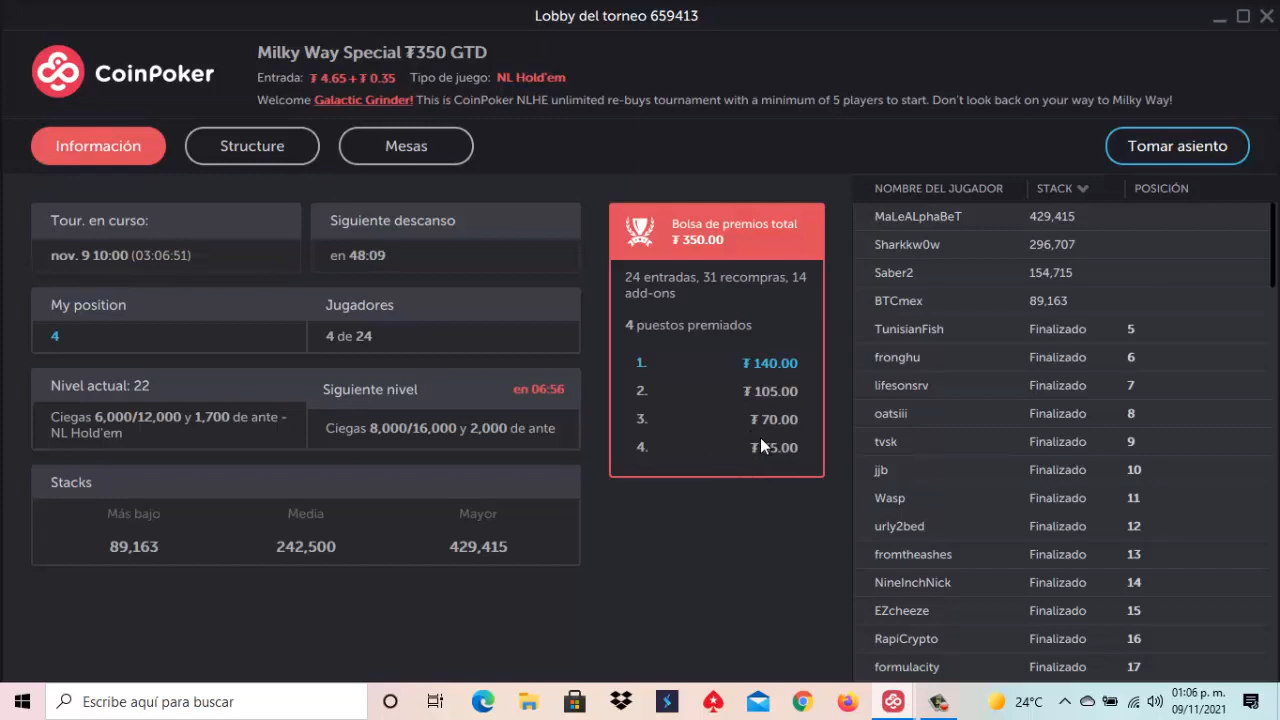 Lobby del torneo 659413
CoinPoker
Milky Way Special ₮350 GTD
Entrada: ₮ 4.65 + ₮ 0.35 Tipo de juego: NL Hold'em
Welcome Galactic Grinder! This is CoinPoker NLHE unlimited re-buys tournament with a minimum of 5 players to start. Don't look back on your way to Milky Way!
Información
Structure
Mesas
Tomar asiento
Tour. en curso:
nov. 9 10:00 (03:06:51)
Siguiente descanso
en 48:09
My position
4
Jugadores
4 de 24
Nivel actual: 22
Ciegas 6,000/12,000 y 1,700 de ante -
NL Hold'em
Siguiente nivel en 06:56
Ciegas 8,000/16,000 y 2,000 de ante
Stacks
Más bajo Media Mayor
89,163 242,500 429,415
Bolsa de premios total
₮ 350.00
24 entradas, 31 recompras, 14
add-ons
4 puestos premiados
1. ₮ 140.00
2. ₮ 105.00
3. ₮ 70.00
4.
NOMBRE DEL JUGADOR STACK POSICIÓN
MaLeALphaBeT 429,415
Sharkkw0w 296,707
Saber2 154,715
BTCmex 89,163
TunisianFish Finalizado 5
fronghu Finalizado 6
lifesonsrv Finalizado 7
oatsiii Finalizado 8
tvsk Finalizado 9
jjb Finalizado 10
Wasp Finalizado 11
urly2bed Finalizado 12
fromtheashes Finalizado 13
NineInchNick Finalizado 14
EZcheeze Finalizado 15
RapiCrypto Finalizado 16
formulacity Finalizado 17
Escribe aquí para buscar
24°C
01:06 p. m.
09/11/2021